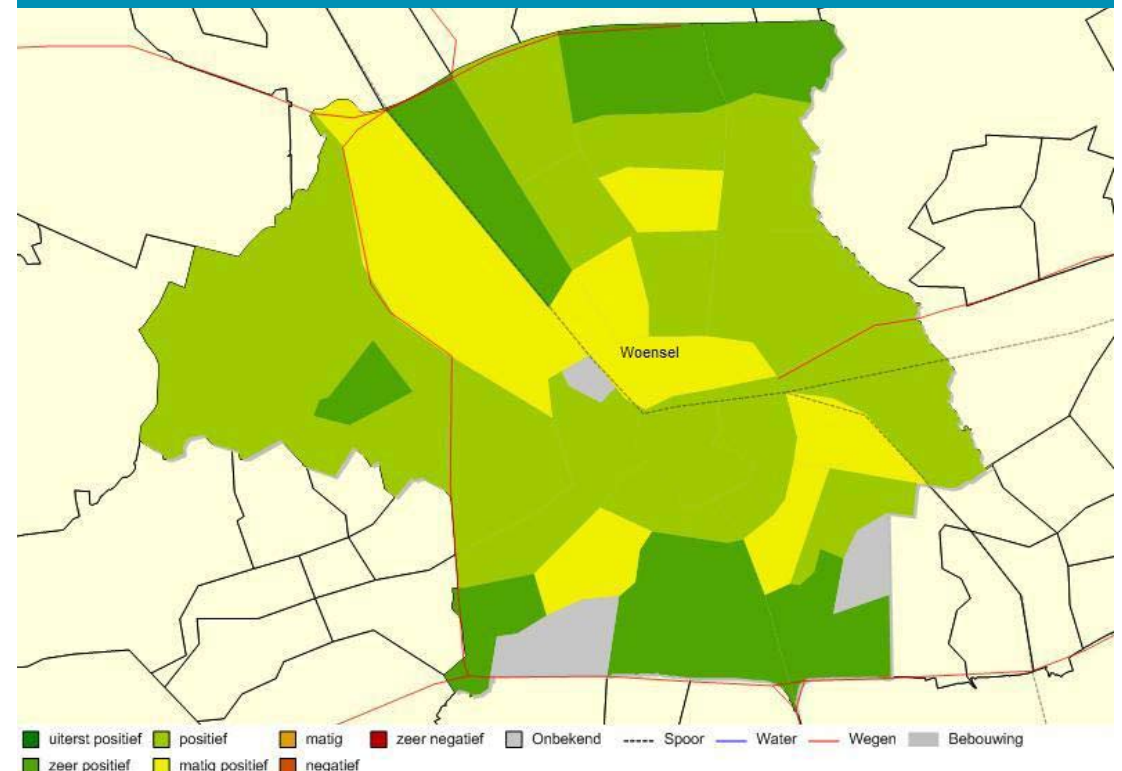 Woensel
uiterst positief positief matig zeer negatief Onbekend Spoor Water Wegen Bebouwing
zeer positief matig positief negatief